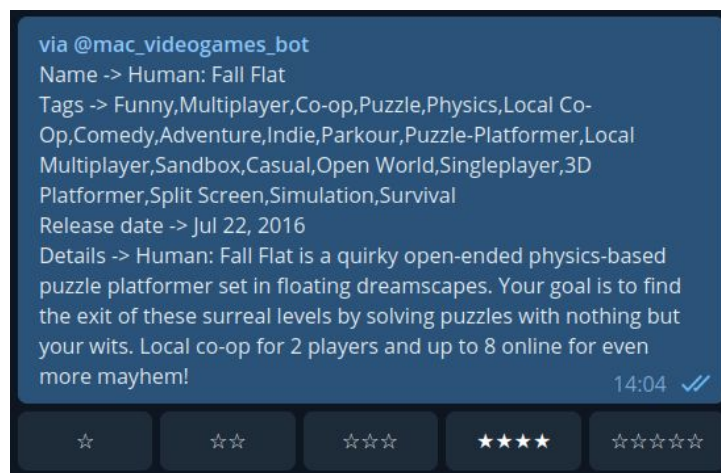 via @mac_videogames_bot
Name -> Human: Fall Flat
Tags -> Funny,Multiplayer,Co-op,Puzzle,Physics,Local Co-
Op,Comedy,Adventure,Indie,Parkour,Puzzle-Platformer,Local
Multiplayer,Sandbox,Casual,Open World,Singleplayer,3D
Platformer,Split Screen,Simulation,Survival
Release date -> Jul 22, 2016
Details -> Human: Fall Flat is a quirky open-ended physics-based
puzzle platformer set in floating dreamscapes. Your goal is to find
the exit of these surreal levels by solving puzzles with nothing but
your wits. Local co-op for 2 players and up to 8 online for even
more mayhem!
14:04
☆ ☆☆ ☆☆☆ ★★★★ ☆☆☆☆☆